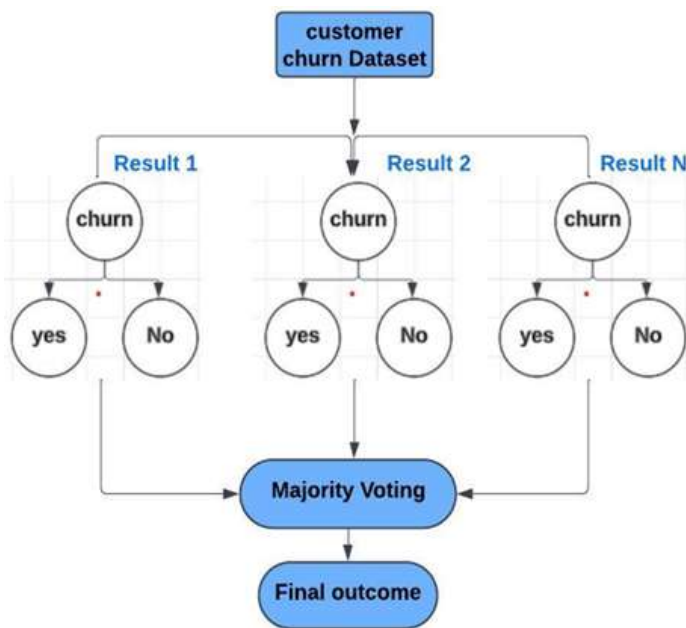 customer
churn Dataset
Result 1
Result 2
Result N
churn
churn
churn
yes
No
yes
No
yes
No
Majority Voting
Final outcome